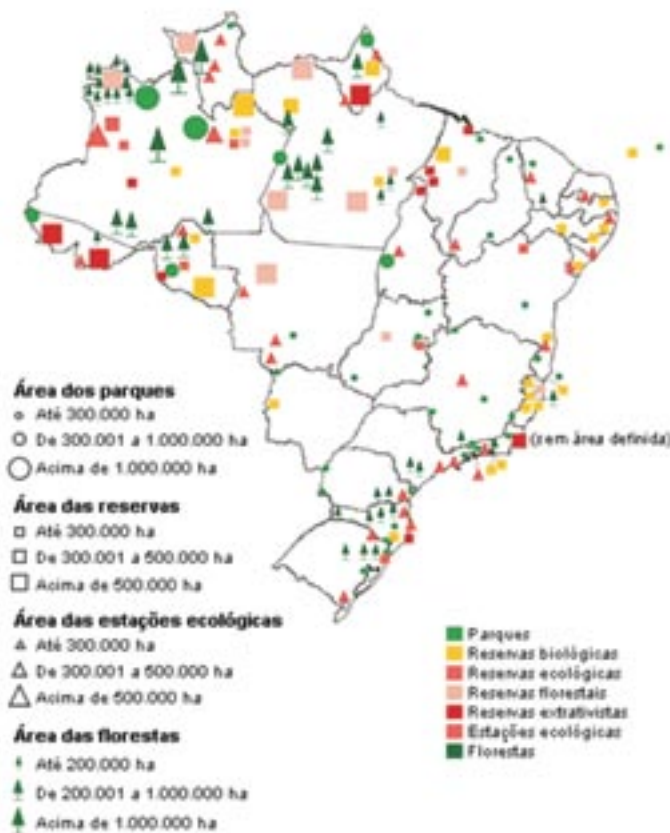 (sem área definida)
Área dos parques
Até 300.000 ha
De 300.001 a 1.000.000 ha
Acima de 1.000.000 ha
Área das reservas
Até 300.000 ha
De 300.001 a 500.000 ha
Acima de 500.000 ha
Área das estações ecológicas
Até 300.000 ha
De 300.001 a 500.000 ha
Acima de 500.000 ha
Área das florestas
Até 200.000 ha
De 200.001 a 1.000.000 ha
Acima de 1.000.000 ha
Parques
Reservas biológicas
Reservas ecológicas
Reservas florestais
Reservas extrativistas
Estações ecológicas
Florestas